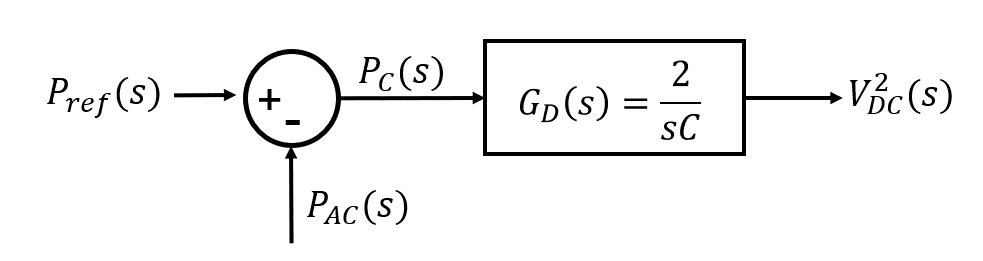 P_ref(s)
+
-
P_C(s)
G_D(s) = 2/sC
V_DC^2(s)
P_AC(s)